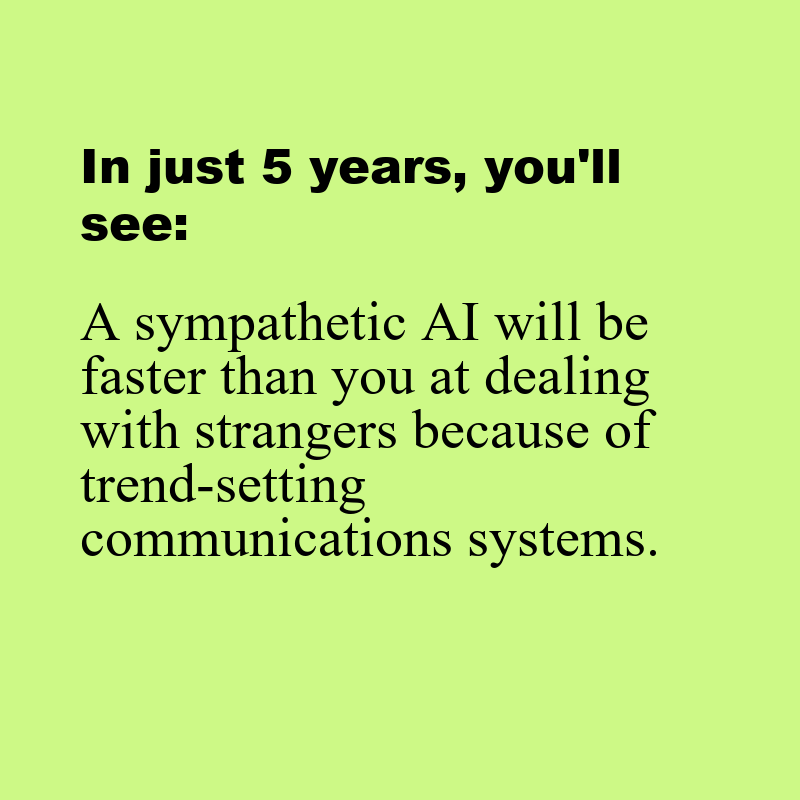 In just 5 years, you'll
see:
A sympathetic AI will be
faster than you at dealing
with strangers because of
trend-setting
communications systems.